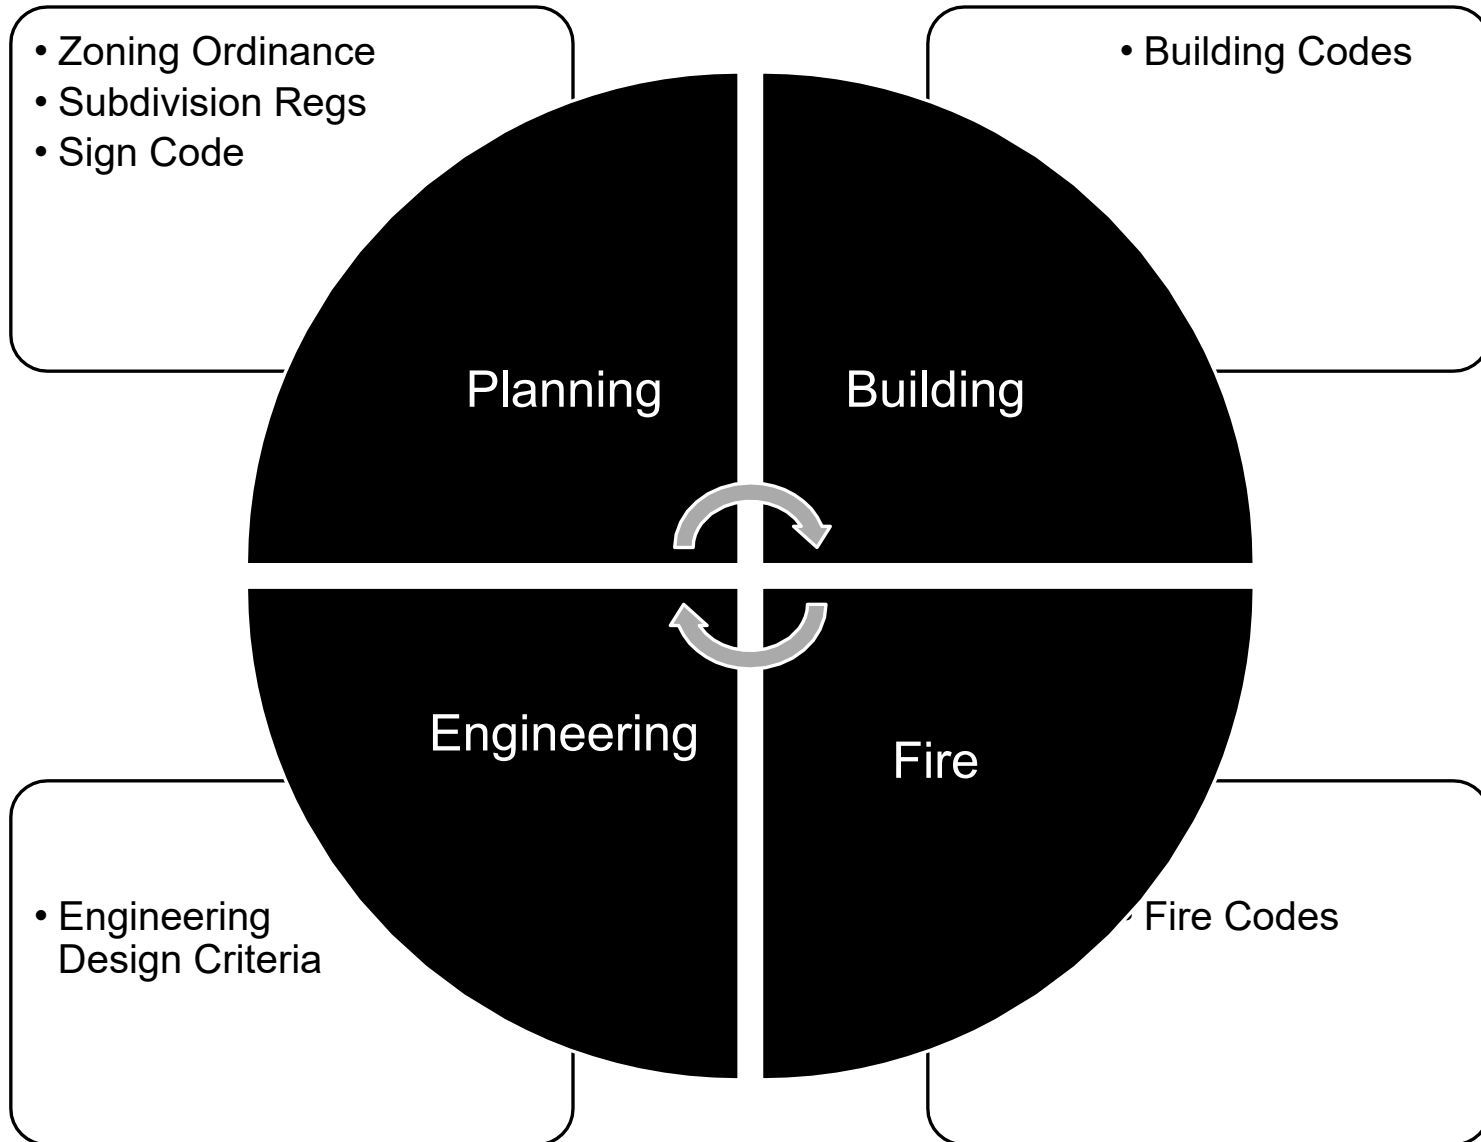 • Zoning Ordinance
• Subdivision Regs
• Sign Code
• Building Codes
Planning
Building
Engineering
Fire
• Engineering
Design Criteria
• Fire Codes